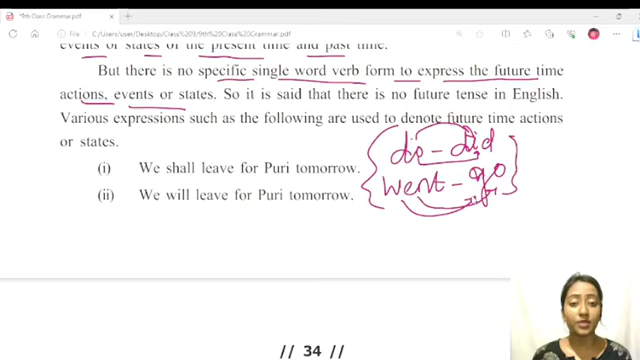 *9th Class Grammar.pdf
File
C:/Users/user/Desktop/Class%209/9th%20Class%20Grammar.pdf
events or states of the present time and past time.
But there is no specific single word verb form to express the future time
actions, events or states. So it is said that there is no future tense in English.
Various expressions such as the following are used to denote future time actions
or states.
do - did
(i) We shall leave for Puri tomorrow.
went - go
(ii) We will leave for Puri tomorrow.
// 34 //